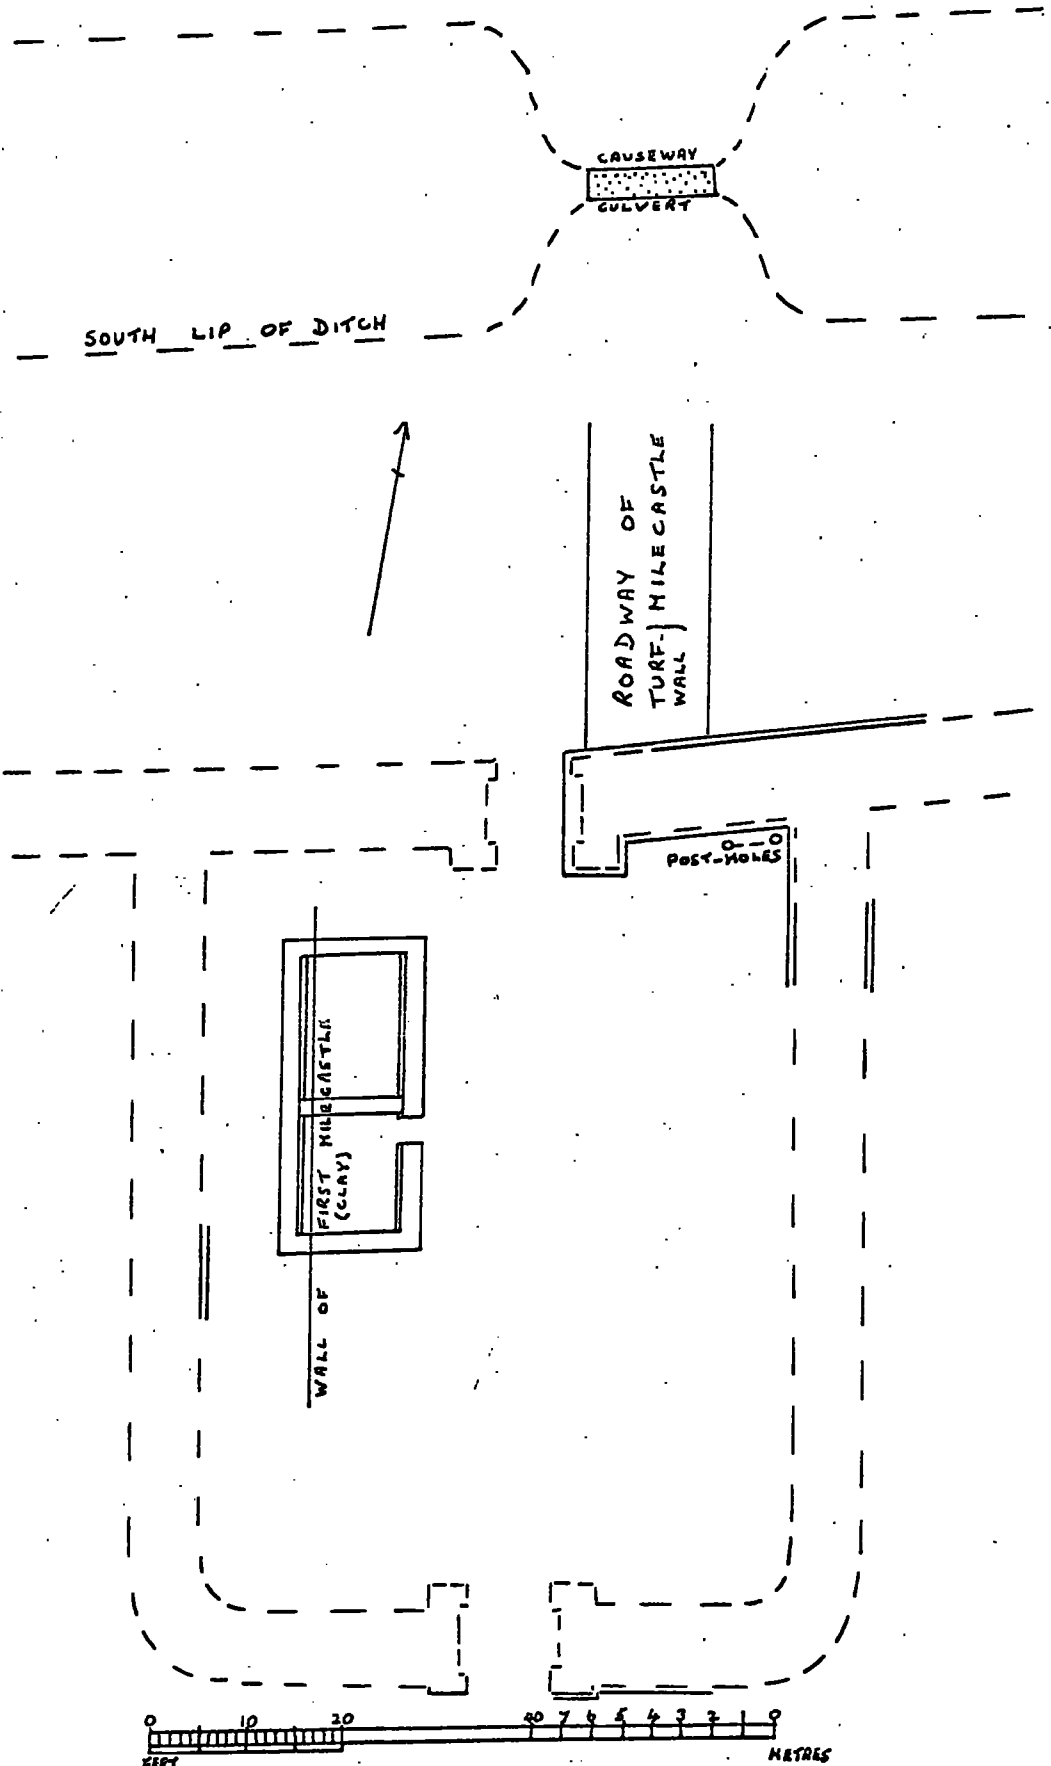 CAUSEWAY
CULVERT
SOUTH LIP OF DITCH
ROADWAY OF
TURF-} MILECASTLE
WALL }
POST-HOLES
WALL OF FIRST MILECASTLE
(CLAY)
0 10 20 40 7 6 5 4 3 2 1 0
FEET METRES